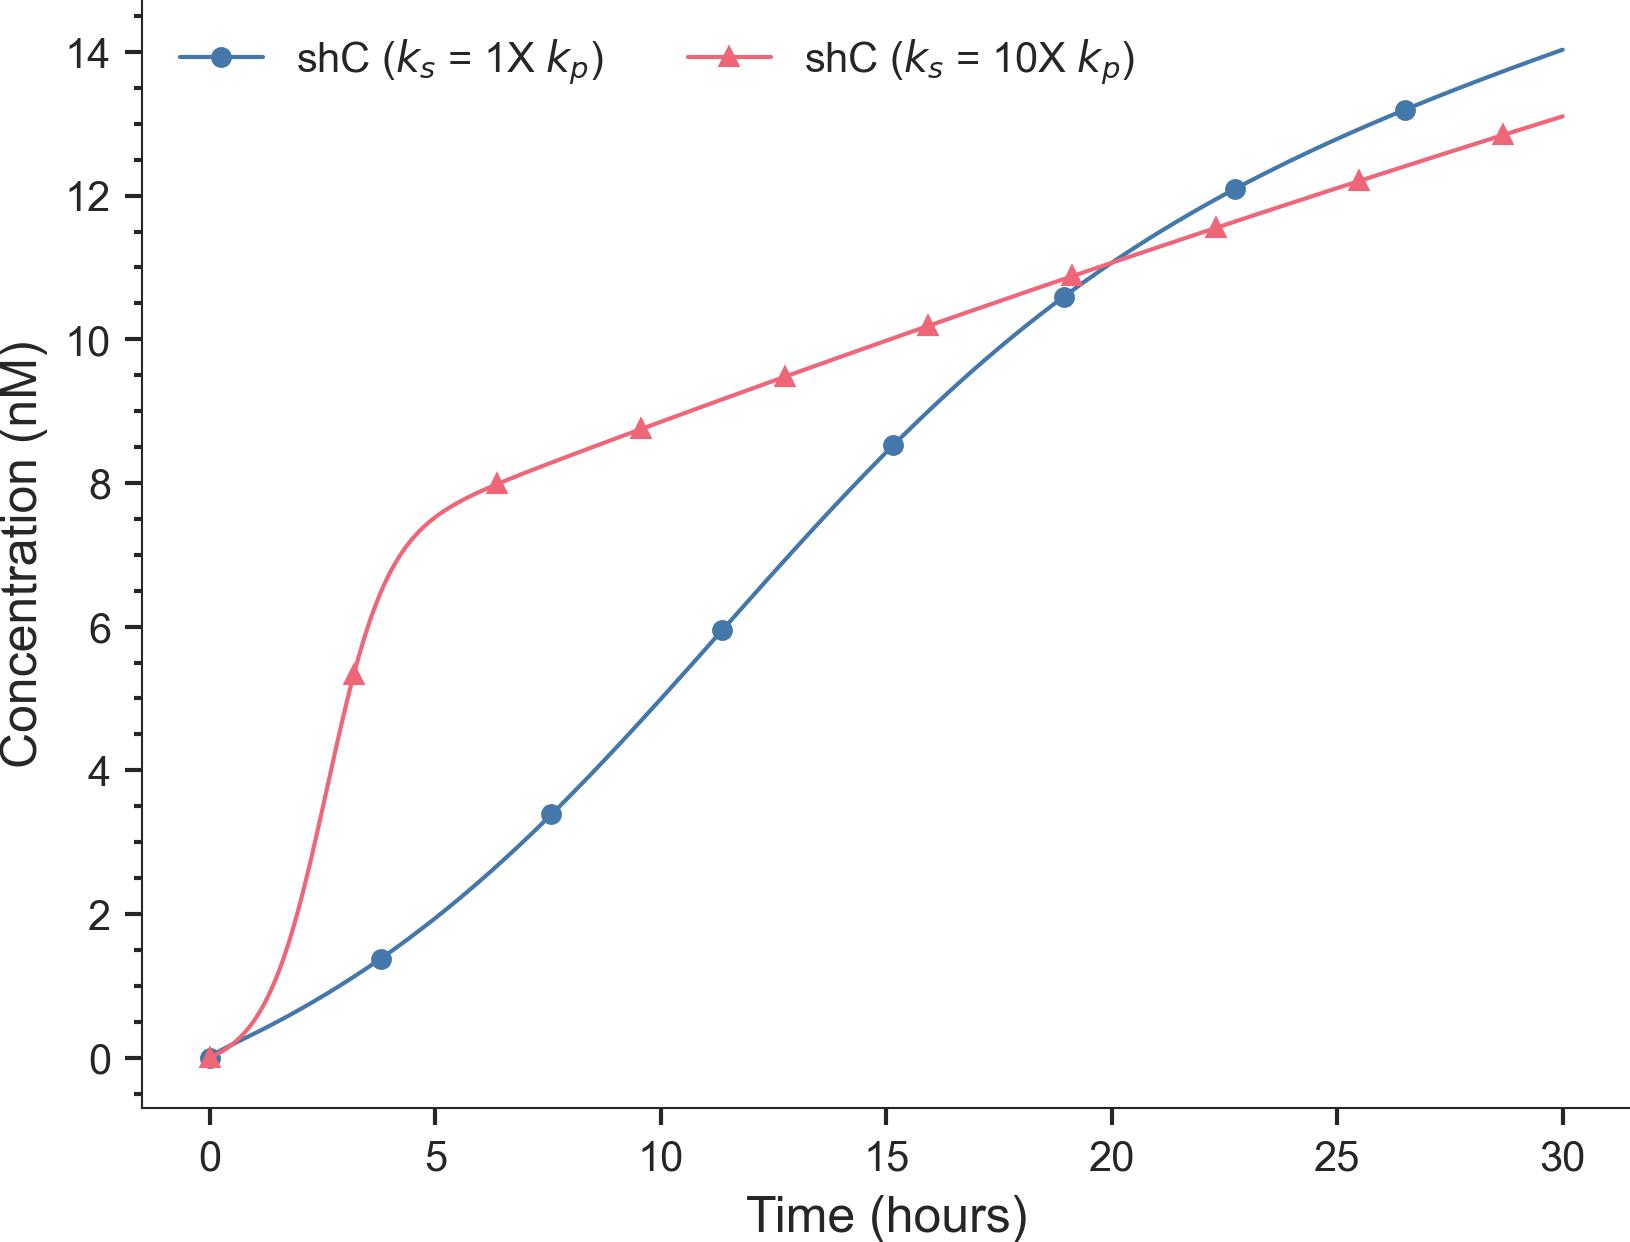 shC (kₛ = 1X kₚ)
shC (kₛ = 10X kₚ)
Concentration (nM)
14
12
10
8
6
4
2
0
0 5 10 15 20 25 30
Time (hours)